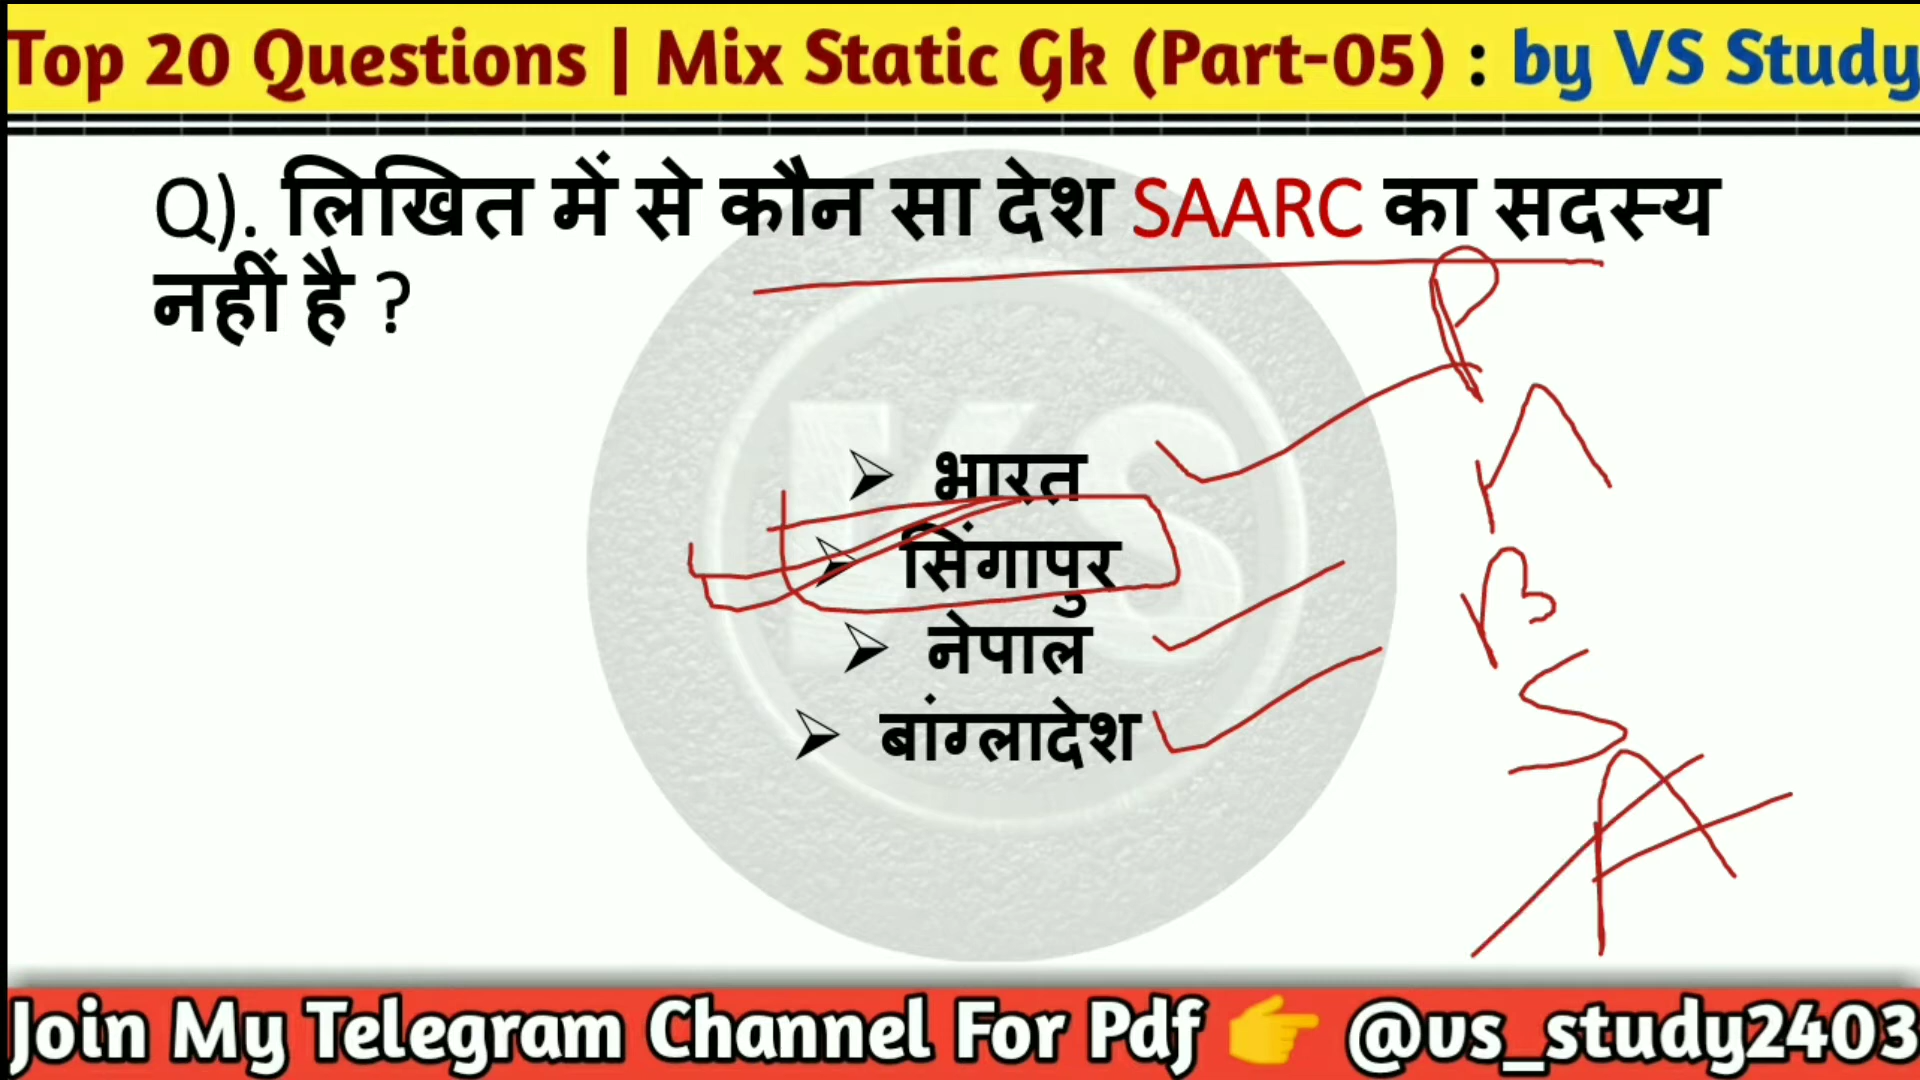 Top 20 Questions | Mix Static Gk (Part-05) : by VS Study
Q). लिखित में से कौन सा देश SAARC का सदस्य
नहीं है ?
VS
➢ भारत
➢ सिंगापुर
➢ नेपाल
➢ बांग्लादेश
P
N
B
S
A
Join My Telegram Channel For Pdf 👉 @vs_study2403